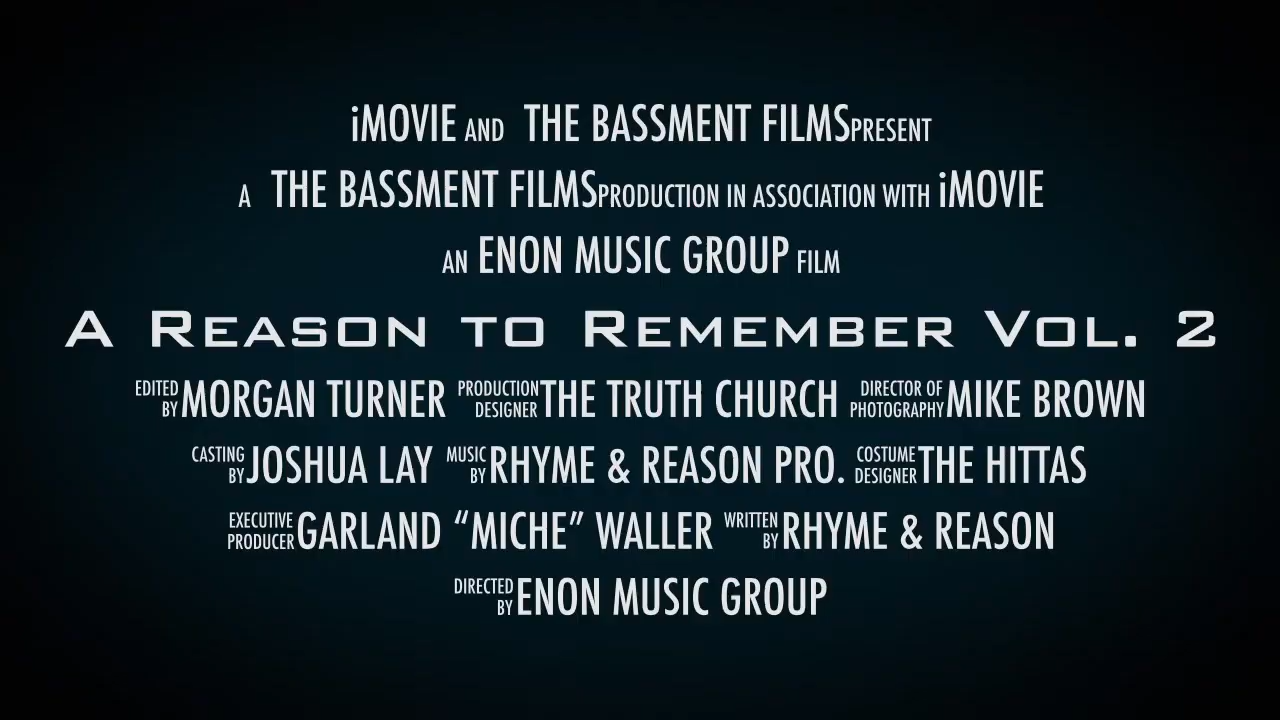 iMOVIE AND THE BASSMENT FILMS PRESENT
A THE BASSMENT FILMS PRODUCTION IN ASSOCIATION WITH iMOVIE
AN ENON MUSIC GROUP FILM
A REASON TO REMEMBER VOL. 2
EDITED BY MORGAN TURNER PRODUCTION DESIGNER THE TRUTH CHURCH DIRECTOR OF PHOTOGRAPHY MIKE BROWN
CASTING BY JOSHUA LAY MUSIC BY RHYME & REASON PRO. COSTUME DESIGNER THE HITTAS
EXECUTIVE PRODUCER GARLAND “MICHE” WALLER WRITTEN BY RHYME & REASON
DIRECTED BY ENON MUSIC GROUP